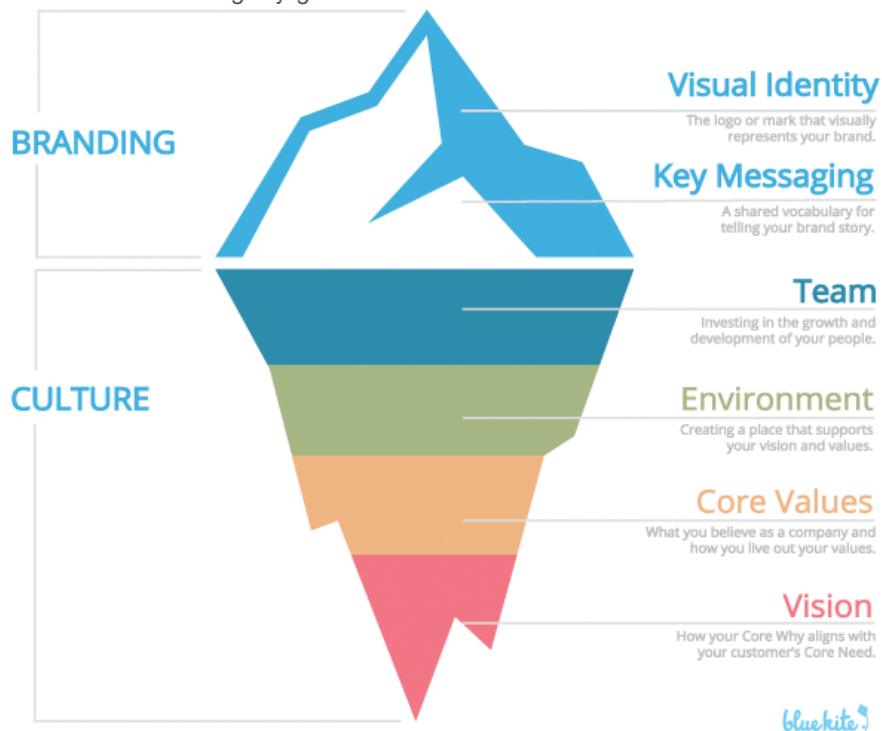 BRANDING
Visual Identity
The logo or mark that visually
represents your brand.
Key Messaging
A shared vocabulary for
telling your brand story.
CULTURE
Team
Investing in the growth and
development of your people.
Environment
Creating a place that supports
your vision and values.
Core Values
What you believe as a company and
how you live out your values.
Vision
How your Core Why aligns with
your customer's Core Need.
bluekite